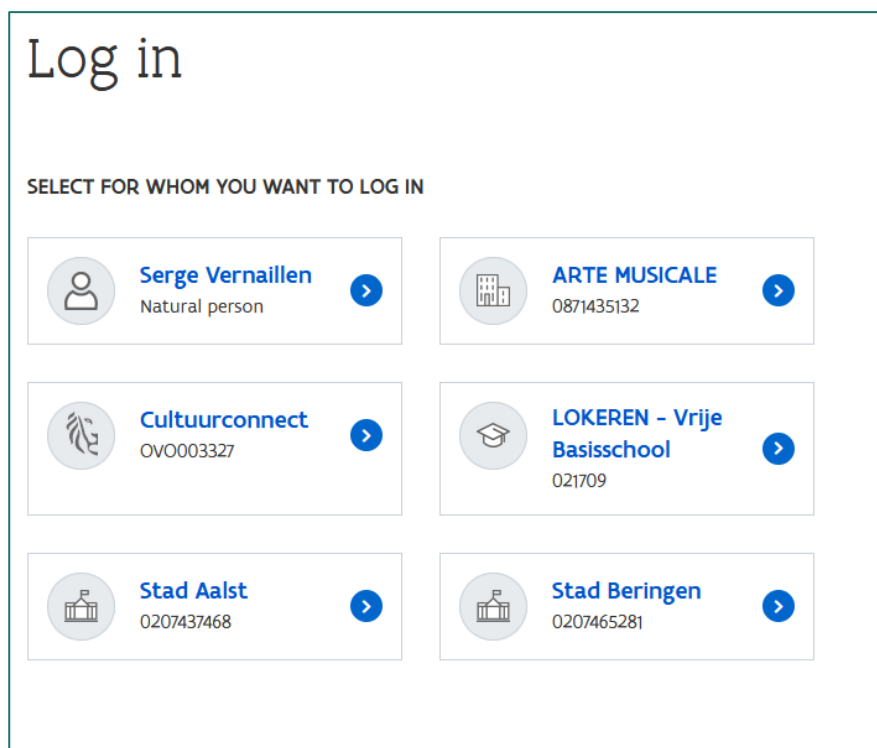 Log in
SELECT FOR WHOM YOU WANT TO LOG IN
Serge Vernaillen
Natural person
ARTE MUSICALE
0871435132
Cultuurconnect
OVO003327
LOKEREN - Vrije
Basisschool
021709
Stad Aalst
0207437468
Stad Beringen
0207465281